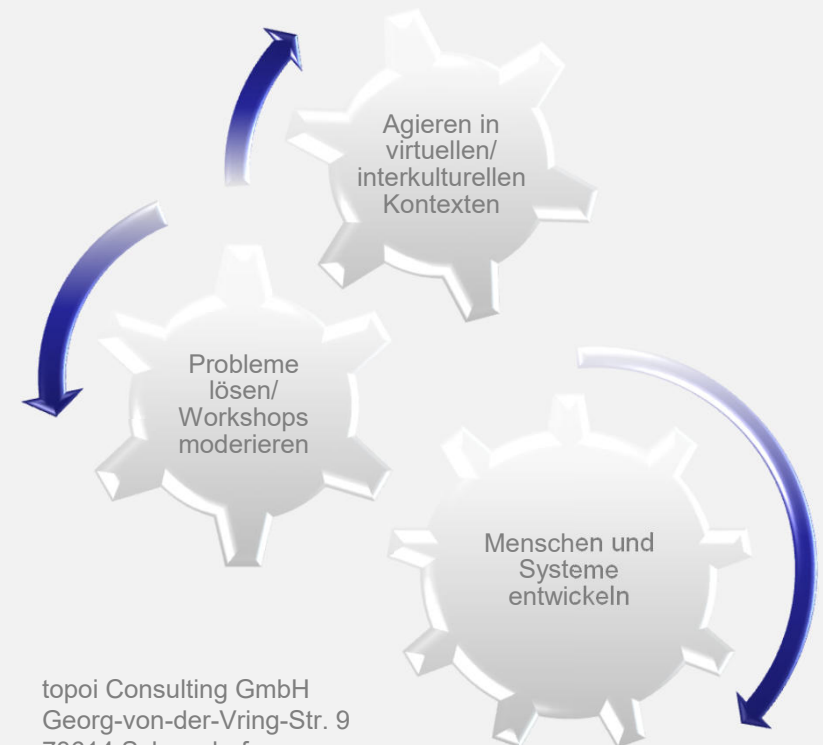 Agieren in
virtuellen/
interkulturellen
Kontexten
Probleme
lösen/
Workshops
moderieren
Menschen und
Systeme
entwickeln
topoi Consulting GmbH
Georg-von-der-Vring-Str. 9